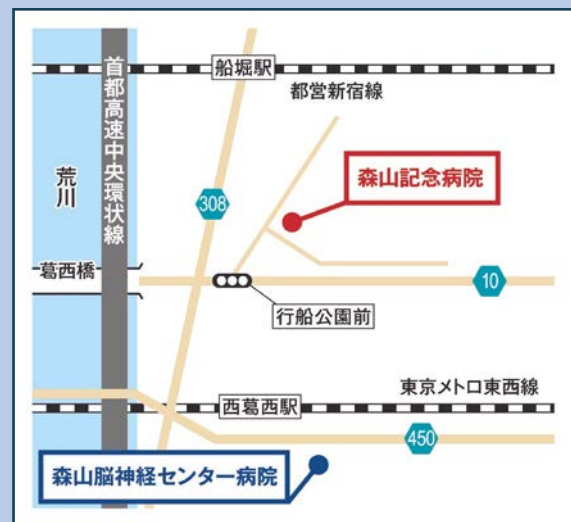 船堀駅
都営新宿線
首都高速中央環状線
荒川
森山記念病院
308
葛西橋
10
行船公園前
東京メトロ東西線
西葛西駅
450
森山脳神経センター病院